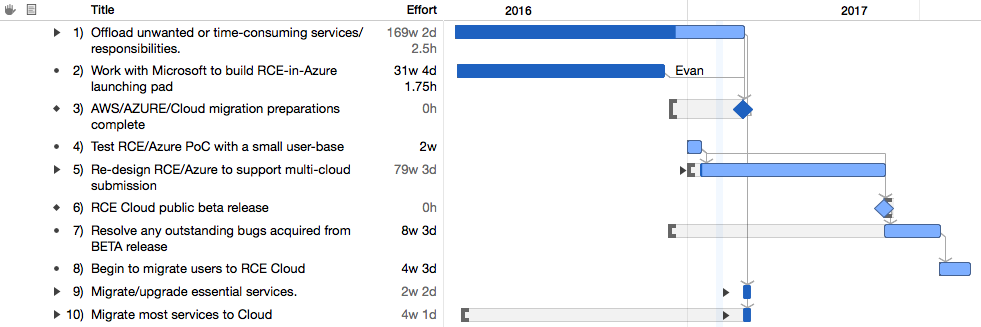 Title Effort 2016 2017
1) Offload unwanted or time-consuming services/ 169w 2d
responsibilities. 2.5h
2) Work with Microsoft to build RCE-in-Azure 31w 4d Evan
launching pad 1.75h
3) AWS/AZURE/Cloud migration preparations 0h
complete
4) Test RCE/Azure PoC with a small user-base 2w
5) Re-design RCE/Azure to support multi-cloud 79w 3d
submission
6) RCE Cloud public beta release 0h
7) Resolve any outstanding bugs acquired from 8w 3d
BETA release
8) Begin to migrate users to RCE Cloud 4w 3d
9) Migrate/upgrade essential services. 2w 2d
10) Migrate most services to Cloud 4w 1d